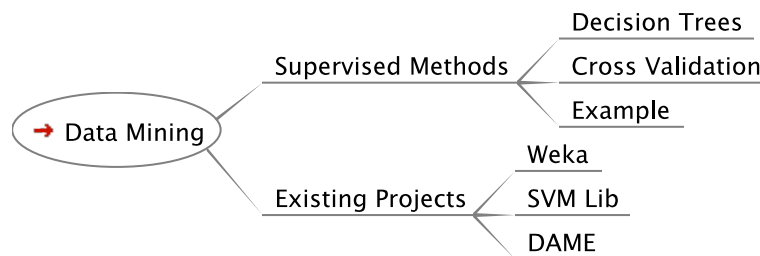 Data Mining
Supervised Methods
Decision Trees
Cross Validation
Example
Existing Projects
Weka
SVM Lib
DAME